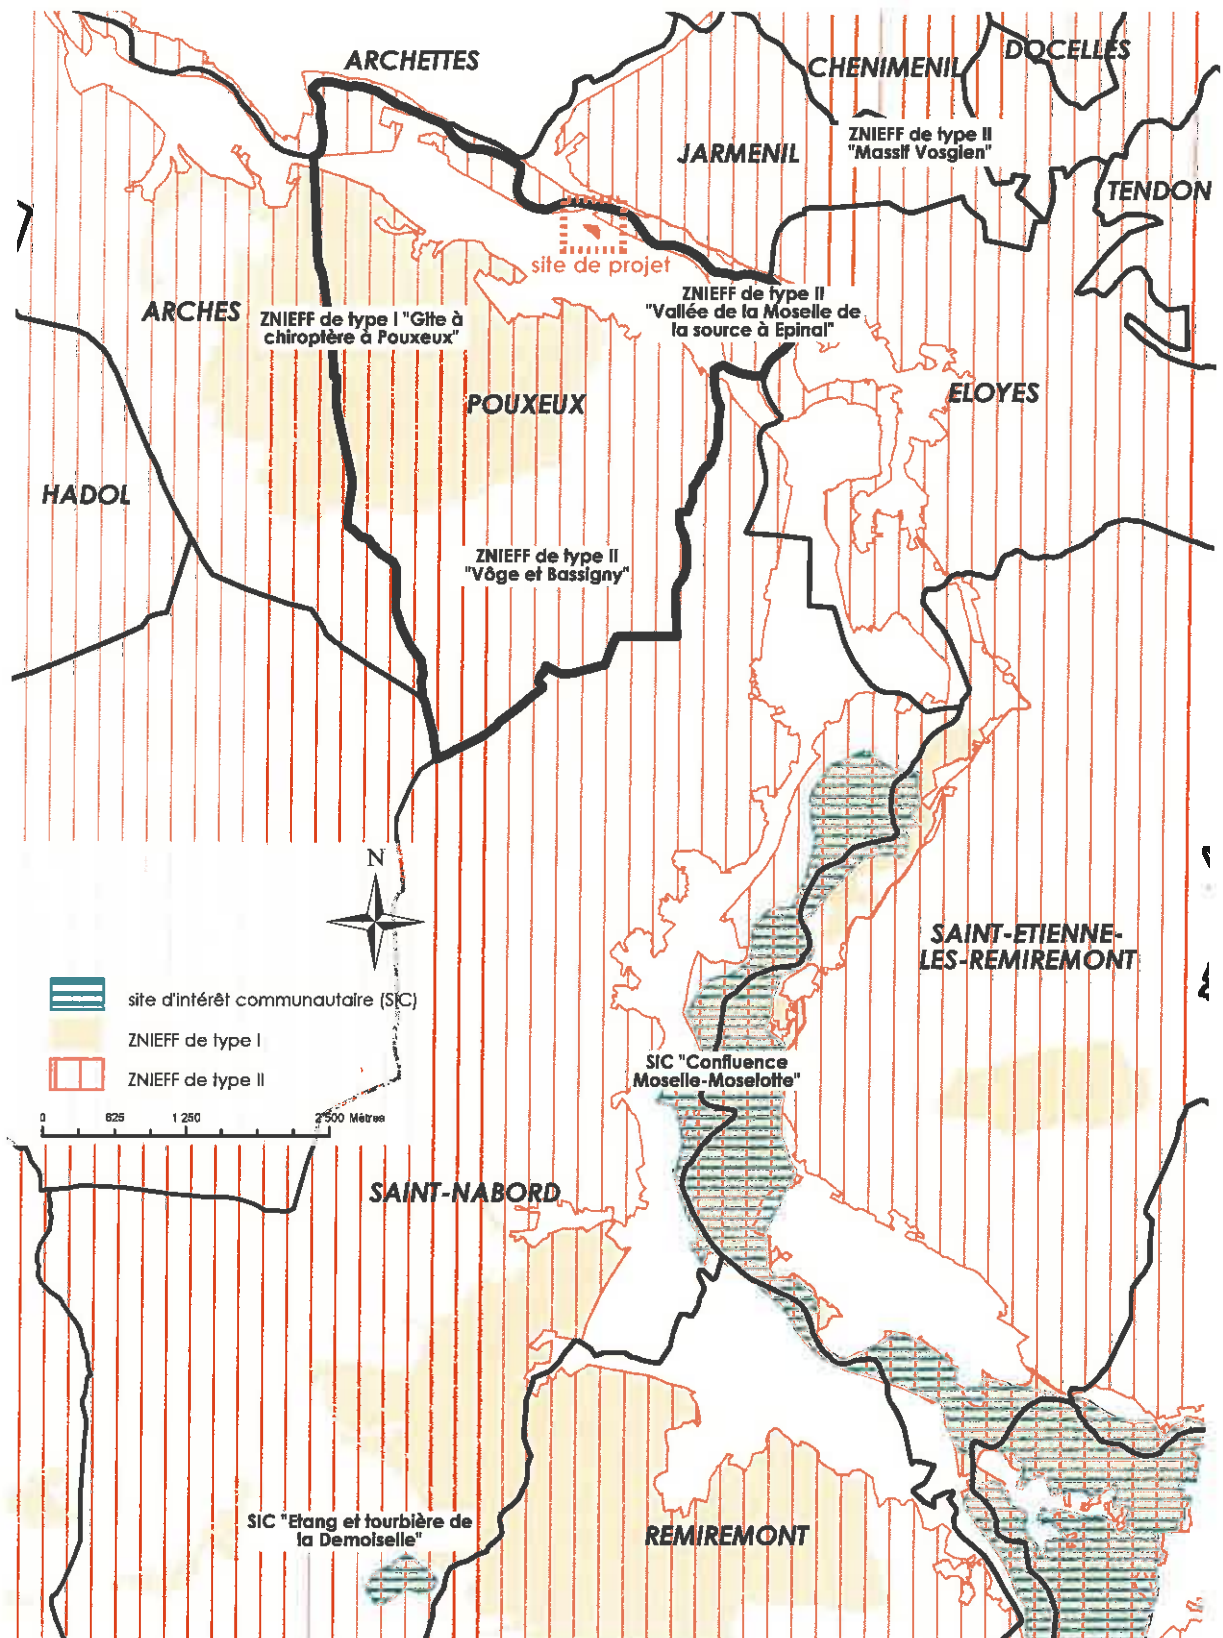 ARCHETTES
CHENIMENIL
DOCELLES
ZNIEFF de type II
"Massif Vosgien"
JARMENIL
TENDON
site de projet
ARCHES
ZNIEFF de type I "Gîte à
chiroptère à Pouxeux"
ZNIEFF de type II
"Vallée de la Moselle de
la source à Epinal"
POUXEUX
ELOYES
HADOL
ZNIEFF de type II
"Vôge et Bassigny"
N
SAINT-ETIENNE-
LES-REMIREMONT
site d'intérêt communautaire (SIC)
ZNIEFF de type I
ZNIEFF de type II
0 625 1 250 2 500 Mètres
SIC "Confluence
Moselle-Moselotte"
SAINT-NABORD
SIC "Etang et tourbière de
la Demoiselle"
REMIREMONT